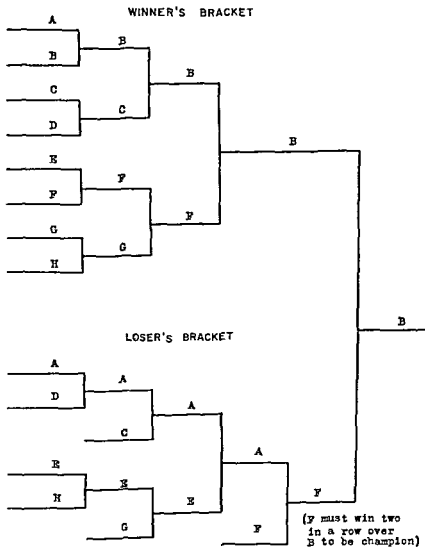 WINNER'S BRACKET
A
B
B
B
C
C
D
B
E
F
F
F
G
G
H
B
LOSER'S BRACKET
A
A
D
A
C
A
E
E
E
H
G
F
F
(F must win two
in a row over
B to be champion)